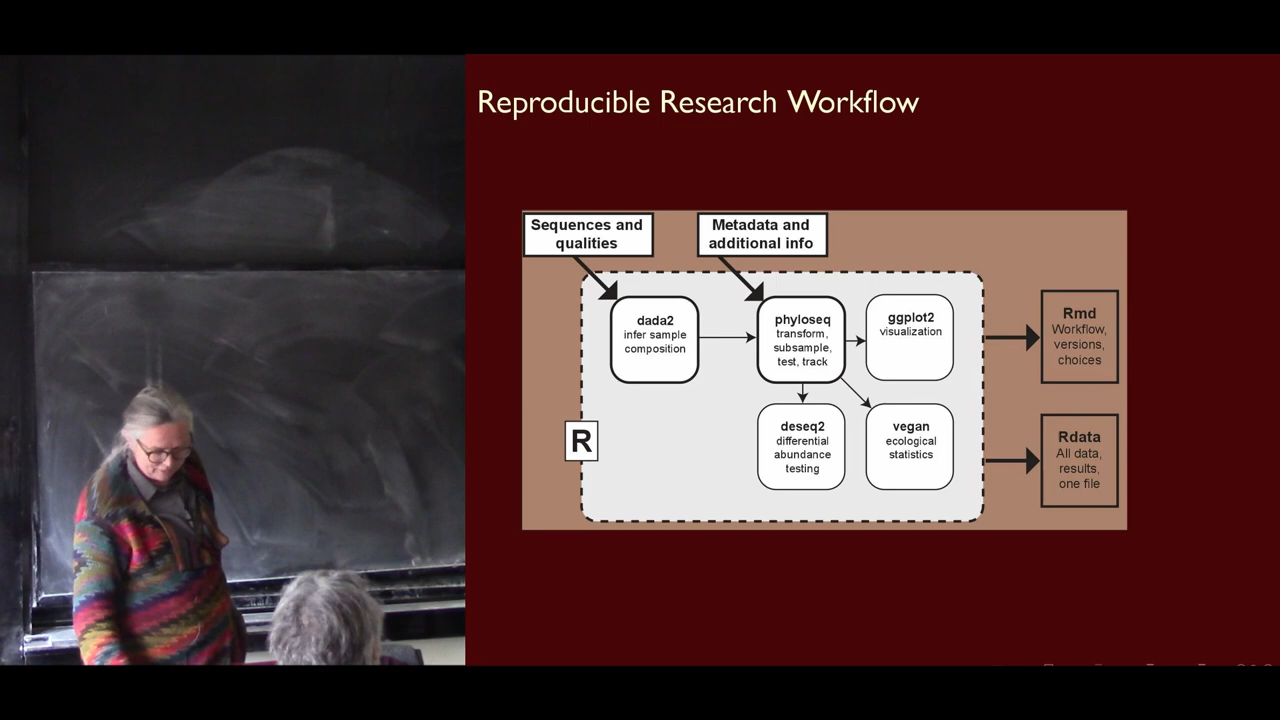 Reproducible Research Workflow
Sequences and
qualities
Metadata and
additional info
dada2
infer sample
composition
phyloseq
transform,
subsample,
test, track
ggplot2
visualization
Rmd
Workflow,
versions,
choices
R
deseq2
differential
abundance
testing
vegan
ecological
statistics
Rdata
All data,
results,
one file